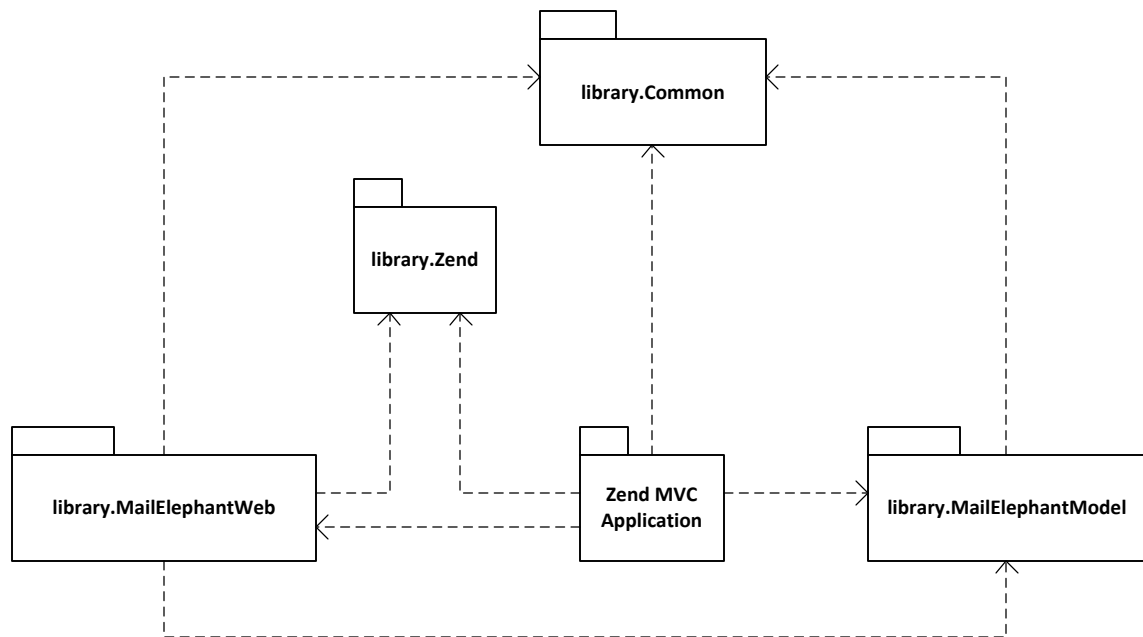 library.Common
library.Zend
library.MailElephantWeb
Zend MVC
Application
library.MailElephantModel